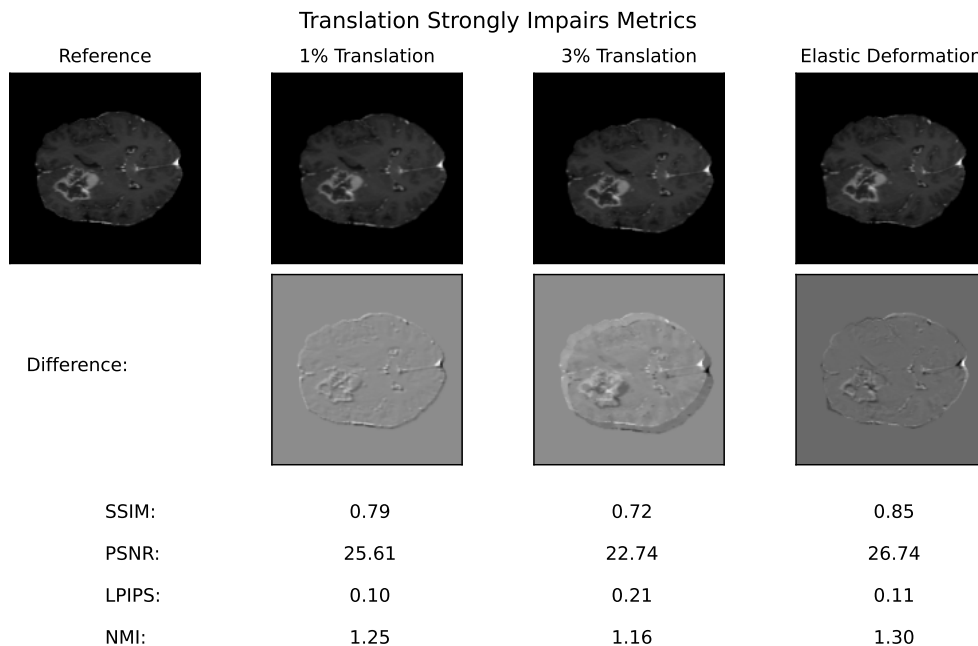 Translation Strongly Impairs Metrics
Reference 1% Translation 3% Translation Elastic Deformation
Difference:
SSIM: 0.79 0.72 0.85
PSNR: 25.61 22.74 26.74
LPIPS: 0.10 0.21 0.11
NMI: 1.25 1.16 1.30